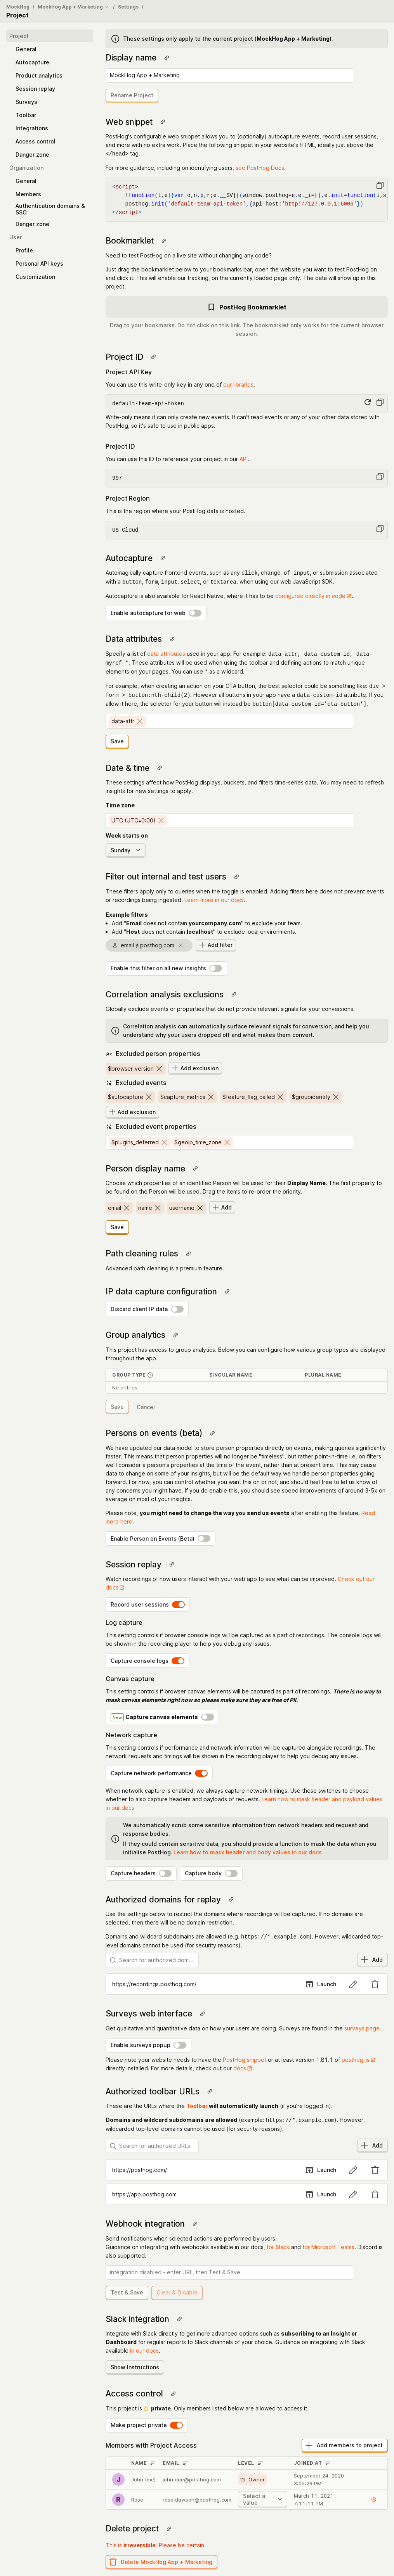 MockHog / MockHog App + Marketing / Settings /
Project
Project
General
Autocapture
Product analytics
Session replay
Surveys
Toolbar
Integrations
Access control
Danger zone
Organization
General
Members
Authentication domains &
SSO
Danger zone
User
Profile
Personal API keys
Customization
These settings only apply to the current project (MockHog App + Marketing).
Display name
MockHog App + Marketing
Rename Project
Web snippet
PostHog's configurable web snippet allows you to (optionally) autocapture events, record user sessions,
and more with no extra work. Place the following snippet in your website's HTML, ideally just above the
</head> tag.
For more guidance, including on identifying users, see PostHog Docs.
<script>
!function(t,e){var o,n,p,r;e.__SV||(window.posthog=e,e._i=[],e.init=function(i,s
posthog.init('default-team-api-token',{api_host:'http://127.0.0.1:6006'})
</script>
Bookmarklet
Need to test PostHog on a live site without changing any code?
Just drag the bookmarklet below to your bookmarks bar, open the website you want to test PostHog on
and click it. This will enable our tracking, on the currently loaded page only. The data will show up in this
project.
PostHog Bookmarklet
Drag to your bookmarks. Do not click on this link. The bookmarklet only works for the current browser
session.
Project ID
Project API Key
You can use this write-only key in any one of our libraries.
default-team-api-token
Write-only means it can only create new events. It can't read events or any of your other data stored with
PostHog, so it's safe to use in public apps.
Project ID
You can use this ID to reference your project in our API.
997
Project Region
This is the region where your PostHog data is hosted.
US Cloud
Autocapture
Automagically capture frontend events, such as any click, change of input, or submission associated
with a button, form, input, select, or textarea, when using our web JavaScript SDK.
Autocapture is also available for React Native, where it has to be configured directly in code.
Enable autocapture for web
Data attributes
Specify a list of data attributes used in your app. For example: data-attr, data-custom-id, data-
myref-*. These attributes will be used when using the toolbar and defining actions to match unique
elements on your pages. You can use * as a wildcard.
For example, when creating an action on your CTA button, the best selector could be something like: div >
form > button:nth-child(2). However all buttons in your app have a data-custom-id attribute. If you
allow it here, the selector for your button will instead be button[data-custom-id='cta-button'].
data-attr
Save
Date & time
These settings affect how PostHog displays, buckets, and filters time-series data. You may need to refresh
insights for new settings to apply.
Time zone
UTC (UTC±0:00)
Week starts on
Sunday
Filter out internal and test users
These filters apply only to queries when the toggle is enabled. Adding filters here does not prevent events
or recordings being ingested. Learn more in our docs.
Example filters
• Add "Email does not contain yourcompany.com" to exclude your team.
• Add "Host does not contain localhost" to exclude local environments.
email ∌ posthog.com
Add filter
Enable this filter on all new insights
Correlation analysis exclusions
Globally exclude events or properties that do not provide relevant signals for your conversions.
Correlation analysis can automatically surface relevant signals for conversion, and help you
understand why your users dropped off and what makes them convert.
Excluded person properties
$browser_version
Add exclusion
Excluded events
$autocapture
$capture_metrics
$feature_flag_called
$groupidentify
Add exclusion
Excluded event properties
$plugins_deferred
$geoip_time_zone
Person display name
Choose which properties of an identified Person will be used for their Display Name. The first property to
be found on the Person will be used. Drag the items to re-order the priority.
email
name
username
Add
Save
Path cleaning rules
Advanced path cleaning is a premium feature.
IP data capture configuration
Discard client IP data
Group analytics
This project has access to group analytics. Below you can configure how various group types are displayed
throughout the app.
GROUP TYPE SINGULAR NAME PLURAL NAME
No entries
Save
Cancel
Persons on events (beta)
We have updated our data model to store person properties directly on events, making queries significantly
faster. This means that person properties will no longer be "timeless", but rather point-in-time i.e. on filters
we'll consider a person's properties at the time of the event, rather than at present time. This may cause
data to change on some of your insights, but will be the default way we handle person properties going
forward. For now, you can control whether you want this on or not, and should feel free to let us know of
any concerns you might have. If you do enable this, you should see speed improvements of around 3-5x on
average on most of your insights.
Please note, you might need to change the way you send us events after enabling this feature. Read
more here.
Enable Person on Events (Beta)
Session replay
Watch recordings of how users interact with your web app to see what can be improved. Check out our
docs
Record user sessions
Log capture
This setting controls if browser console logs will be captured as a part of recordings. The console logs will
be shown in the recording player to help you debug any issues.
Capture console logs
Canvas capture
This setting controls if browser canvas elements will be captured as part of recordings. There is no way to
mask canvas elements right now so please make sure they are free of PII.
New Capture canvas elements
Network capture
This setting controls if performance and network information will be captured alongside recordings. The
network requests and timings will be shown in the recording player to help you debug any issues.
Capture network performance
When network capture is enabled, we always capture network timings. Use these switches to choose
whether to also capture headers and payloads of requests. Learn how to mask header and payload values
in our docs
We automatically scrub some sensitive information from network headers and request and
response bodies.
If they could contain sensitive data, you should provide a function to mask the data when you
initialise PostHog. Learn how to mask header and body values in our docs
Capture headers
Capture body
Authorized domains for replay
Use the settings below to restrict the domains where recordings will be captured. If no domains are
selected, then there will be no domain restriction.
Domains and wildcard subdomains are allowed (e.g. https://*.example.com). However, wildcarded top-
level domains cannot be used (for security reasons).
Search for authorized dom...
Add
https://recordings.posthog.com/
Launch
Surveys web interface
Get qualitative and quantitative data on how your users are doing. Surveys are found in the surveys page.
Enable surveys popup
Please note your website needs to have the PostHog snippet or at least version 1.81.1 of posthog-js
directly installed. For more details, check out our docs.
Authorized toolbar URLs
These are the URLs where the Toolbar will automatically launch (if you're logged in).
Domains and wildcard subdomains are allowed (example: https://*.example.com). However,
wildcarded top-level domains cannot be used (for security reasons).
Search for authorized URLs
Add
https://posthog.com/
Launch
https://app.posthog.com
Launch
Webhook integration
Send notifications when selected actions are performed by users.
Guidance on integrating with webhooks available in our docs, for Slack and for Microsoft Teams. Discord is
also supported.
integration disabled - enter URL, then Test & Save
Test & Save
Clear & Disable
Slack integration
Integrate with Slack directly to get more advanced options such as subscribing to an Insight or
Dashboard for regular reports to Slack channels of your choice. Guidance on integrating with Slack
available in our docs.
Show Instructions
Access control
This project is private. Only members listed below are allowed to access it.
Make project private
Members with Project Access
Add members to project
NAME EMAIL LEVEL JOINED AT
J John (me) john.doe@posthog.com Owner September 24, 2020
3:05:26 PM
R Rose rose.dawson@posthog.com Select a
value
March 11, 2021
7:11:11 PM
Delete project
This is irreversible. Please be certain.
Delete MockHog App + Marketing